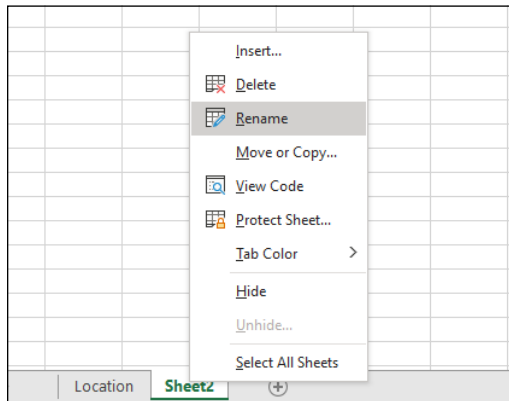 Insert...
Delete
Rename
Move or Copy...
View Code
Protect Sheet...
Tab Color
Hide
Unhide...
Select All Sheets
Location Sheet2